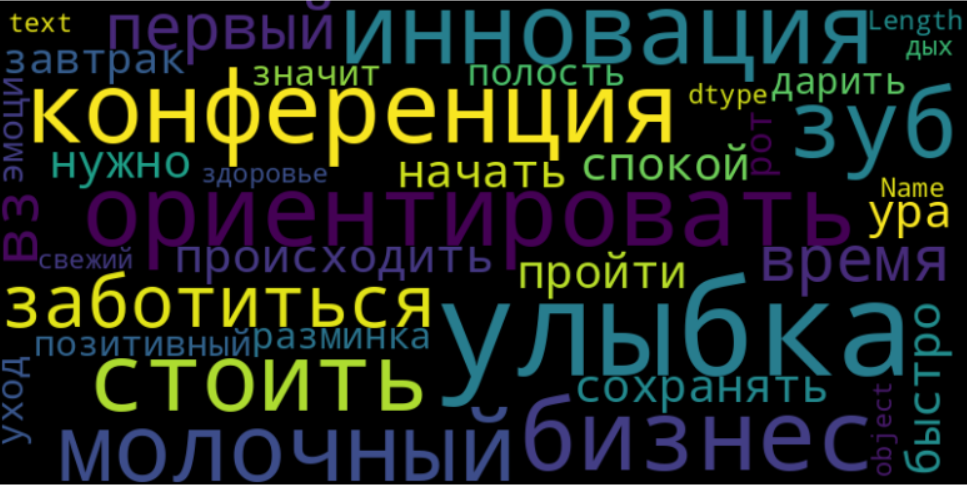 text
первый
инновация
Length
дых
завтрак
значит
полость
dtype
дарить
эмоци
конференция
рот
зуб
нужно
здоровье
начать
спокой
Name
ура
ВЗ
ориентировать
свежий
происходить
пройти
время
заботиться
улыбка
позитивный
разминка
уход
стоить
сохранять
object
быстро
молочный
бизнес